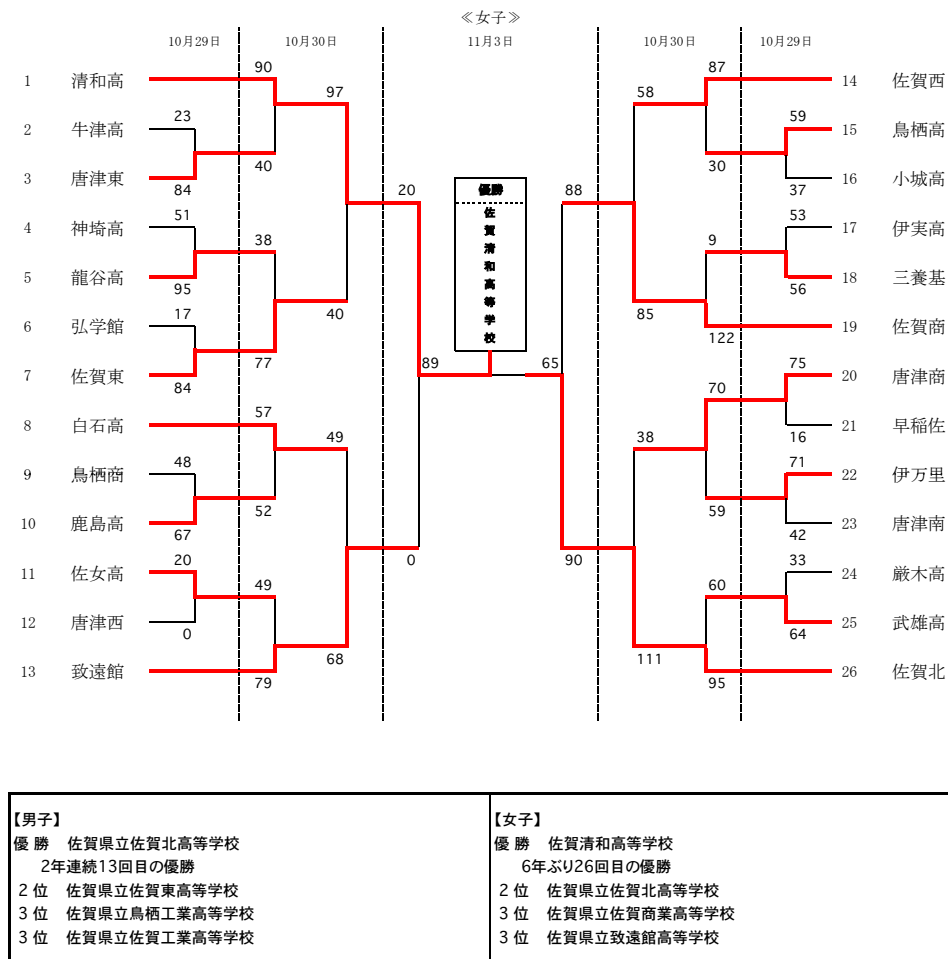 ≪女子≫
10月29日 10月30日 11月3日 10月30日 10月29日
1 清和高 90 97 58 87 14 佐賀西
2 牛津高 23 59 15 鳥栖高
3 唐津東 84 40 20 優勝 88 30 37 16 小城高
4 神埼高 51 38 佐賀清和高等学校 9 53 17 伊実高
5 龍谷高 95 56 18 三養基
6 弘学館 17 40 85 19 佐賀商
7 佐賀東 84 77 89 65 122 75 20 唐津商
8 白石高 57 49 38 70 16 21 早稲佐
9 鳥栖商 48 71 22 伊万里
10 鹿島高 67 52 59 42 23 唐津南
11 佐女高 20 49 0 90 60 33 24 厳木高
12 唐津西 0 64 25 武雄高
13 致遠館 79 68 111 95 26 佐賀北
【男子】
優 勝 佐賀県立佐賀北高等学校
2年連続13回目の優勝
2 位 佐賀県立佐賀東高等学校
3 位 佐賀県立鳥栖工業高等学校
3 位 佐賀県立佐賀工業高等学校
【女子】
優 勝 佐賀清和高等学校
6年ぶり26回目の優勝
2 位 佐賀県立佐賀北高等学校
3 位 佐賀県立佐賀商業高等学校
3 位 佐賀県立致遠館高等学校